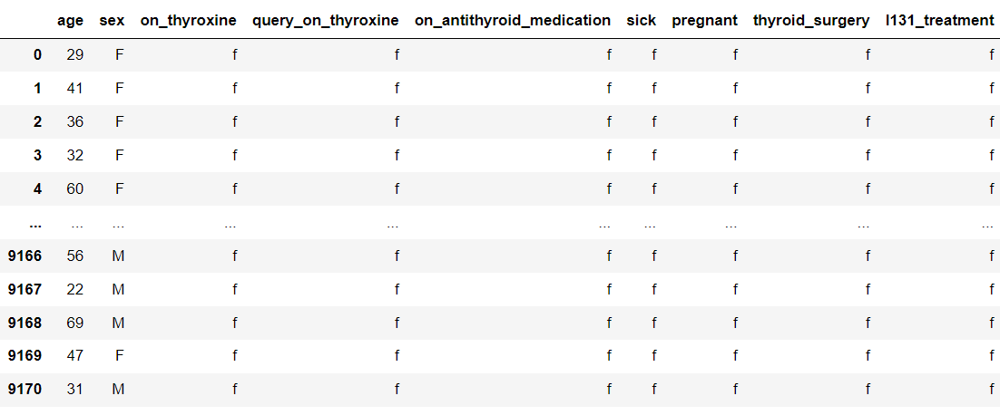 age sex on_thyroxine query_on_thyroxine on_antithyroid_medication sick pregnant thyroid_surgery I131_treatment
0 29 F f f f f f f f
1 41 F f f f f f f f
2 36 F f f f f f f f
3 32 F f f f f f f f
4 60 F f f f f f f f
... ... ... ... ... ... ... ... ... ...
9166 56 M f f f f f f f
9167 22 M f f f f f f f
9168 69 M f f f f f f f
9169 47 F f f f f f f f
9170 31 M f f f f f f f